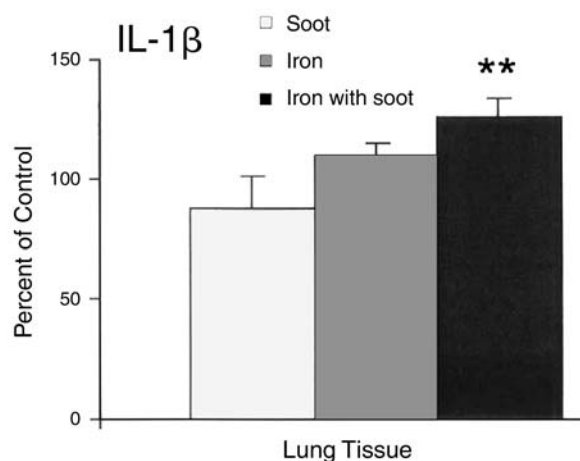 IL-1β
Soot
Iron
Iron with soot
**
150
100
50
0
Percent of Control
Lung Tissue